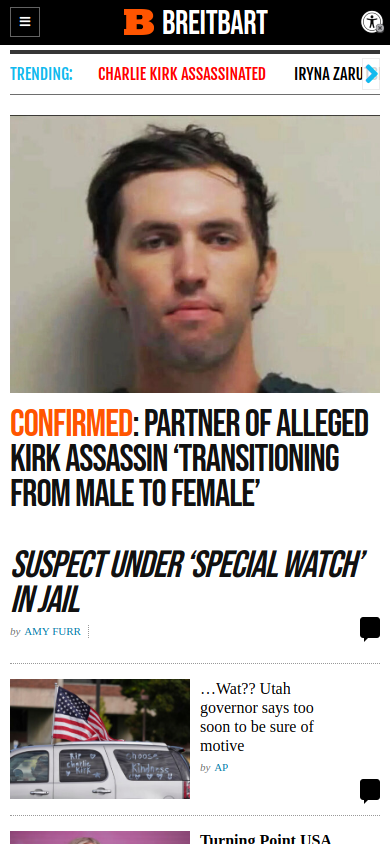 BREITBART
TRENDING: CHARLIE KIRK ASSASSINATED IRYNA ZARU
CONFIRMED: PARTNER OF ALLEGED
KIRK ASSASSIN ‘TRANSITIONING
FROM MALE TO FEMALE’
SUSPECT UNDER ‘SPECIAL WATCH’
IN JAIL
by AMY FURR
…Wat?? Utah
governor says too
soon to be sure of
motive
by AP
RIP
Charlie
Kirk
choose
kindness
Turning Point USA